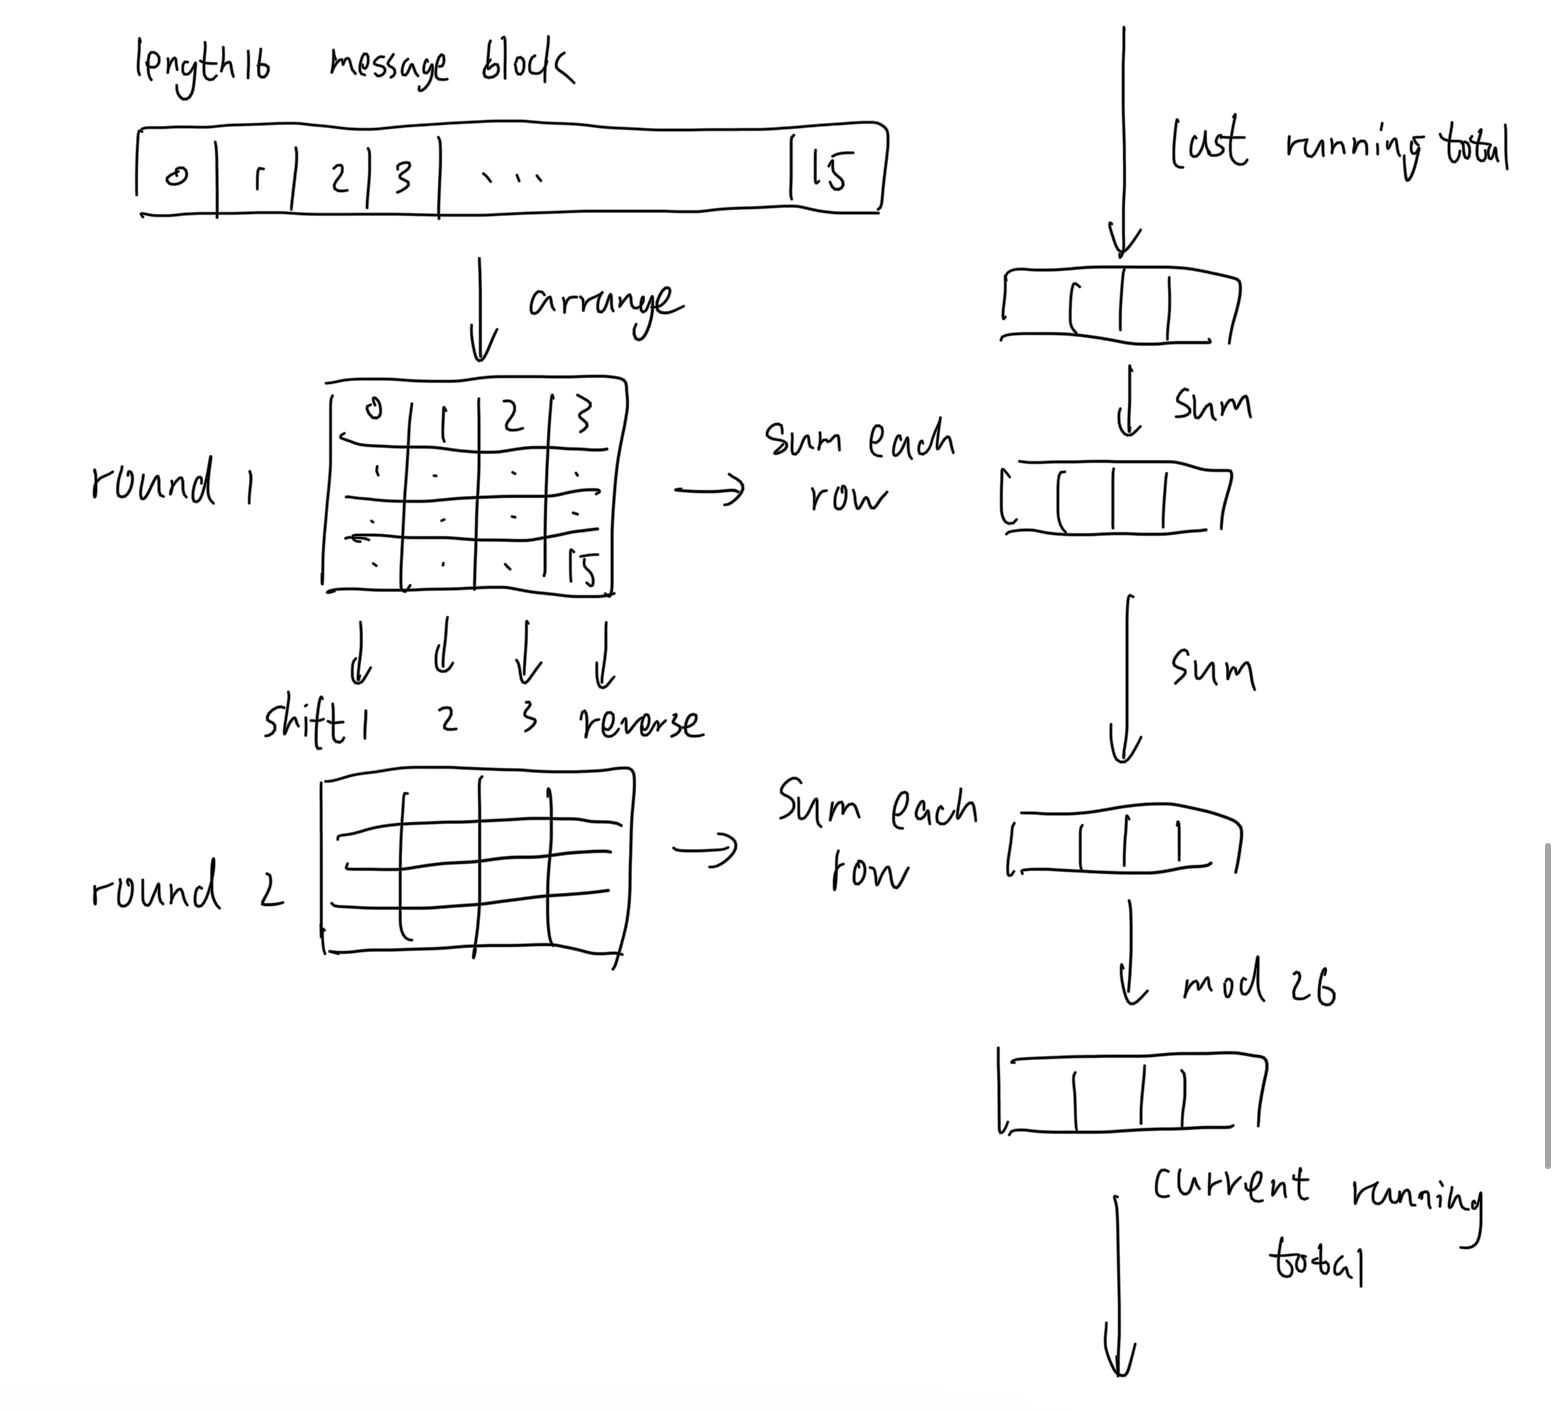 length 16 message block
0 1 2 3 ... 15
last running total
arrange
0 1 2 3
sum
sum each
row
round 1
15
sum
shift 1 2 3 reverse
Sum each
row
round 2
mod 26
current running
total